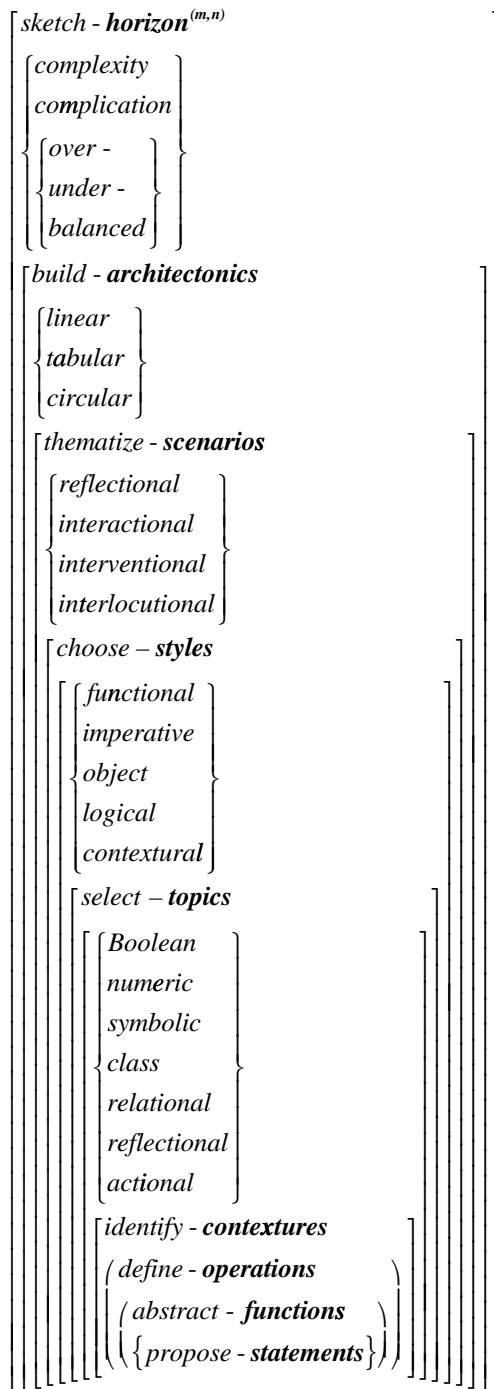 sketch - horizon(m,n)
complexity
complication
over -
under -
balanced
build - architectonics
linear
tabular
circular
thematize - scenarios
reflectional
interactional
interventional
interlocutional
choose – styles
functional
imperative
object
logical
contextural
select – topics
Boolean
numeric
symbolic
class
relational
reflectional
actional
identify - contextures
define - operations
abstract - functions
{propose - statements}